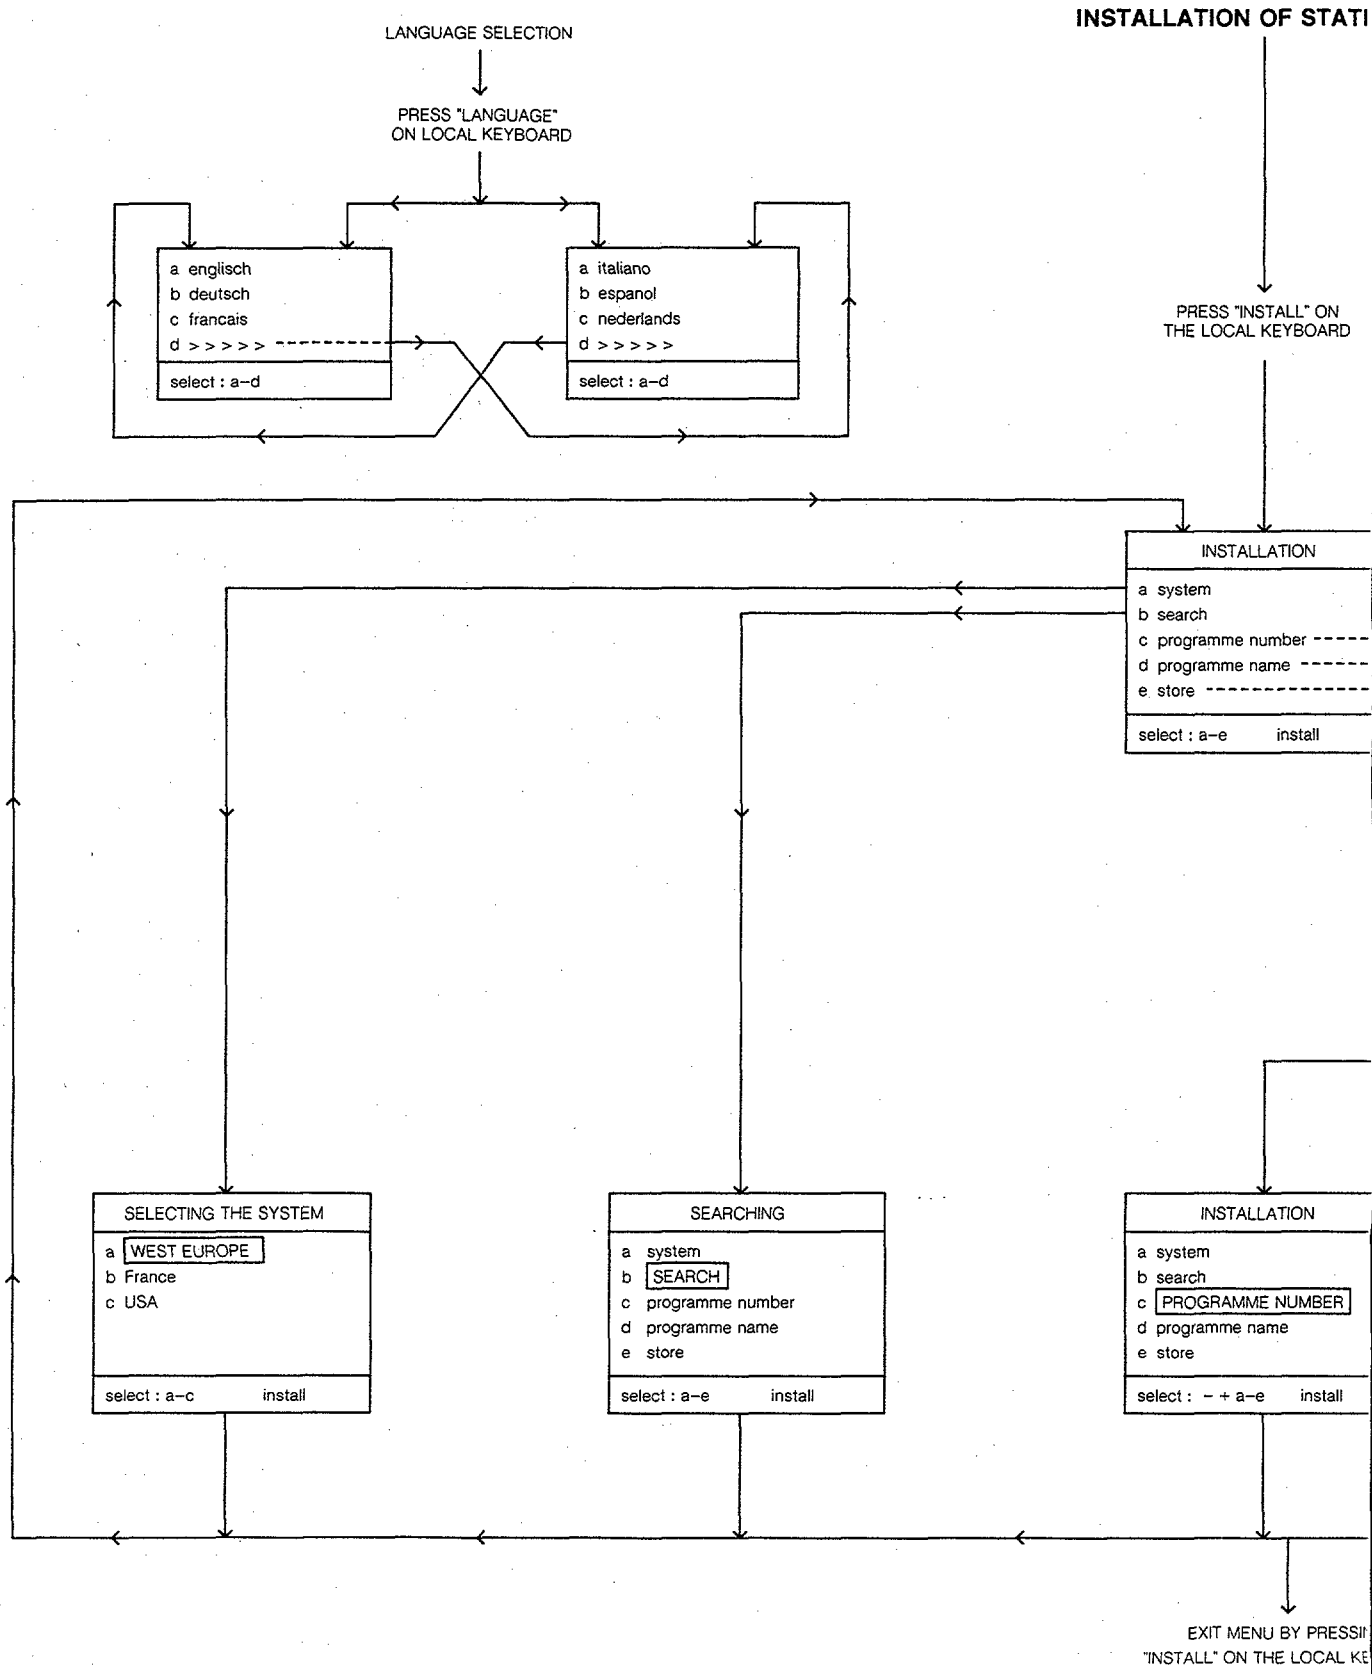 INSTALLATION OF STATI
LANGUAGE SELECTION
PRESS "LANGUAGE"
ON LOCAL KEYBOARD
a englisch
b deutsch
c francais
d > > > > >
select : a–d
a italiano
b espanol
c nederlands
d > > > > >
select : a–d
PRESS "INSTALL" ON
THE LOCAL KEYBOARD
INSTALLATION
a system
b search
c programme number
d programme name
e store
select : a–e install
SELECTING THE SYSTEM
a WEST EUROPE
b France
c USA
select : a–c install
SEARCHING
a system
b SEARCH
c programme number
d programme name
e store
select : a–e install
INSTALLATION
a system
b search
c PROGRAMME NUMBER
d programme name
e store
select : – + a–e install
EXIT MENU BY PRESSIN
"INSTALL" ON THE LOCAL KE